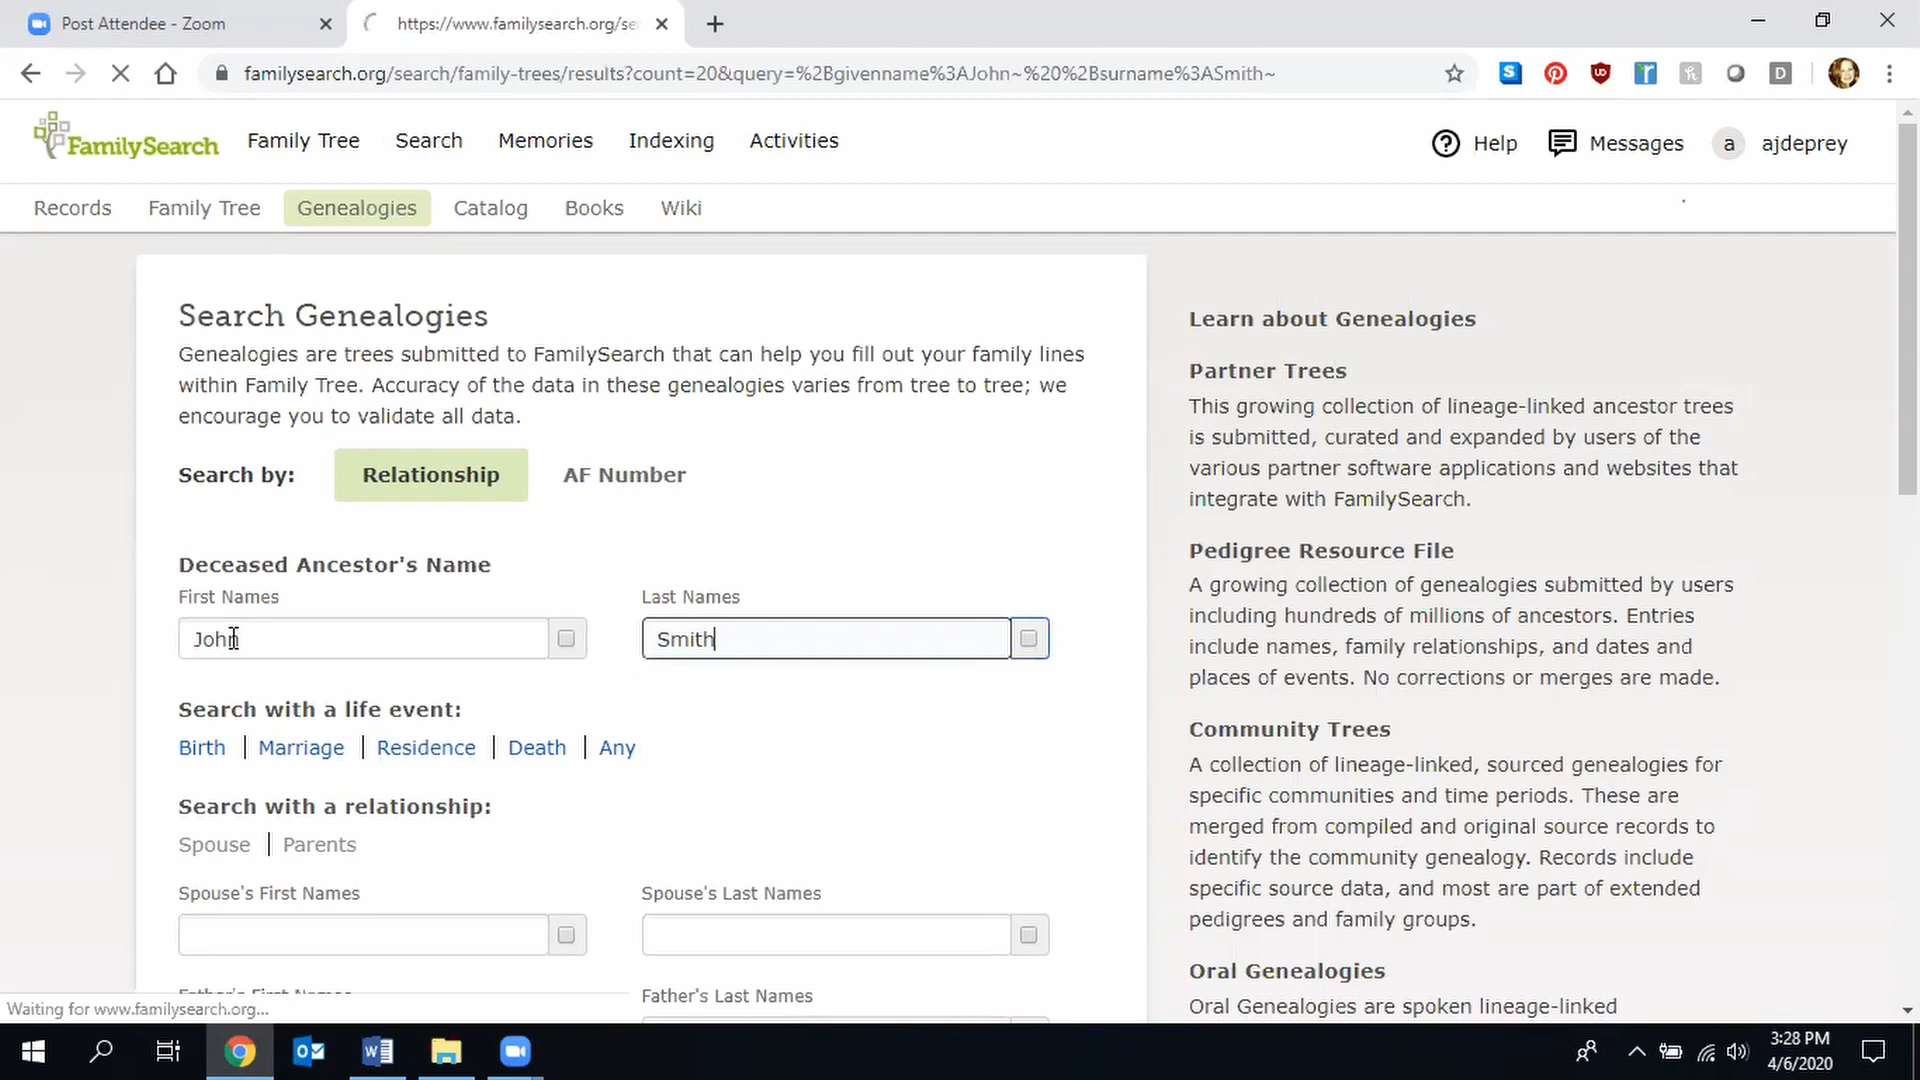 Post Attendee - Zoom
https://www.familysearch.org/se
familysearch.org/search/family-trees/results?count=20&query=%2Bgivenname%3AJohn~%20%2Bsurname%3ASmith~
FamilySearch
Family Tree
Search
Memories
Indexing
Activities
Help
Messages
a
ajdeprey
Records
Family Tree
Genealogies
Catalog
Books
Wiki
Search Genealogies
Genealogies are trees submitted to FamilySearch that can help you fill out your family lines
within Family Tree. Accuracy of the data in these genealogies varies from tree to tree; we
encourage you to validate all data.
Search by:
Relationship
AF Number
Deceased Ancestor's Name
First Names
Last Names
John
Smith
Search with a life event:
Birth | Marriage | Residence | Death | Any
Search with a relationship:
Spouse | Parents
Spouse's First Names
Spouse's Last Names
Father's First Names
Father's Last Names
Learn about Genealogies
Partner Trees
This growing collection of lineage-linked ancestor trees
is submitted, curated and expanded by users of the
various partner software applications and websites that
integrate with FamilySearch.
Pedigree Resource File
A growing collection of genealogies submitted by users
including hundreds of millions of ancestors. Entries
include names, family relationships, and dates and
places of events. No corrections or merges are made.
Community Trees
A collection of lineage-linked, sourced genealogies for
specific communities and time periods. These are
merged from compiled and original source records to
identify the community genealogy. Records include
specific source data, and most are part of extended
pedigrees and family groups.
Oral Genealogies
Oral Genealogies are spoken lineage-linked
Waiting for www.familysearch.org...
3:28 PM
4/6/2020